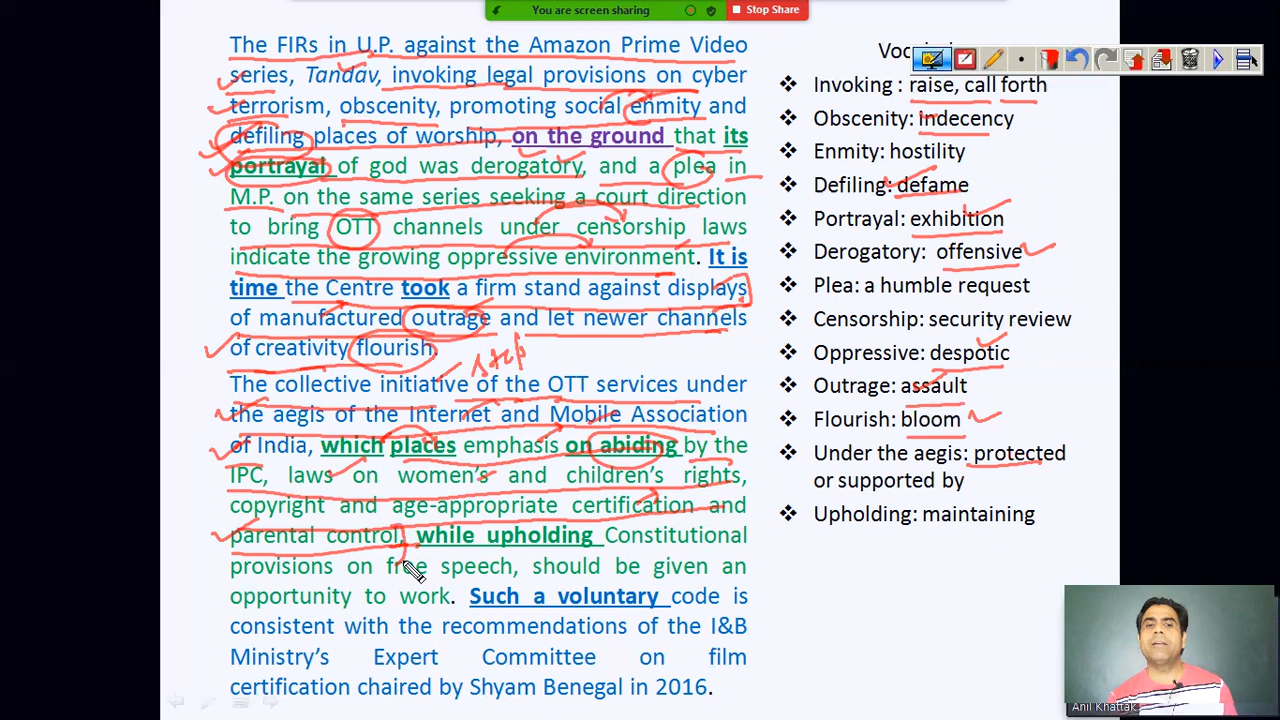 You are screen sharing
Stop Share
The FIRs in U.P. against the Amazon Prime Video
series, Tandav, invoking legal provisions on cyber
terrorism, obscenity, promoting social enmity and
defiling places of worship, on the ground that its
portrayal of god was derogatory, and a plea in
M.P. on the same series seeking a court direction
to bring OTT channels under censorship laws
indicate the growing oppressive environment. It is
time the Centre took a firm stand against displays
of manufactured outrage and let newer channels
of creativity flourish.
step
The collective initiative of the OTT services under
the aegis of the Internet and Mobile Association
of India, which places emphasis on abiding by the
IPC, laws on women's and children's rights,
copyright and age-appropriate certification and
parental control, while upholding Constitutional
provisions on free speech, should be given an
opportunity to work. Such a voluntary code is
consistent with the recommendations of the I&B
Ministry's Expert Committee on film
certification chaired by Shyam Benegal in 2016.
❖ Invoking : raise, call forth
❖ Obscenity: indecency
❖ Enmity: hostility
❖ Defiling: defame
❖ Portrayal: exhibition
❖ Derogatory: offensive
❖ Plea: a humble request
❖ Censorship: security review
❖ Oppressive: despotic
❖ Outrage: assault
❖ Flourish: bloom
❖ Under the aegis: protected
or supported by
❖ Upholding: maintaining
Anil Khattak